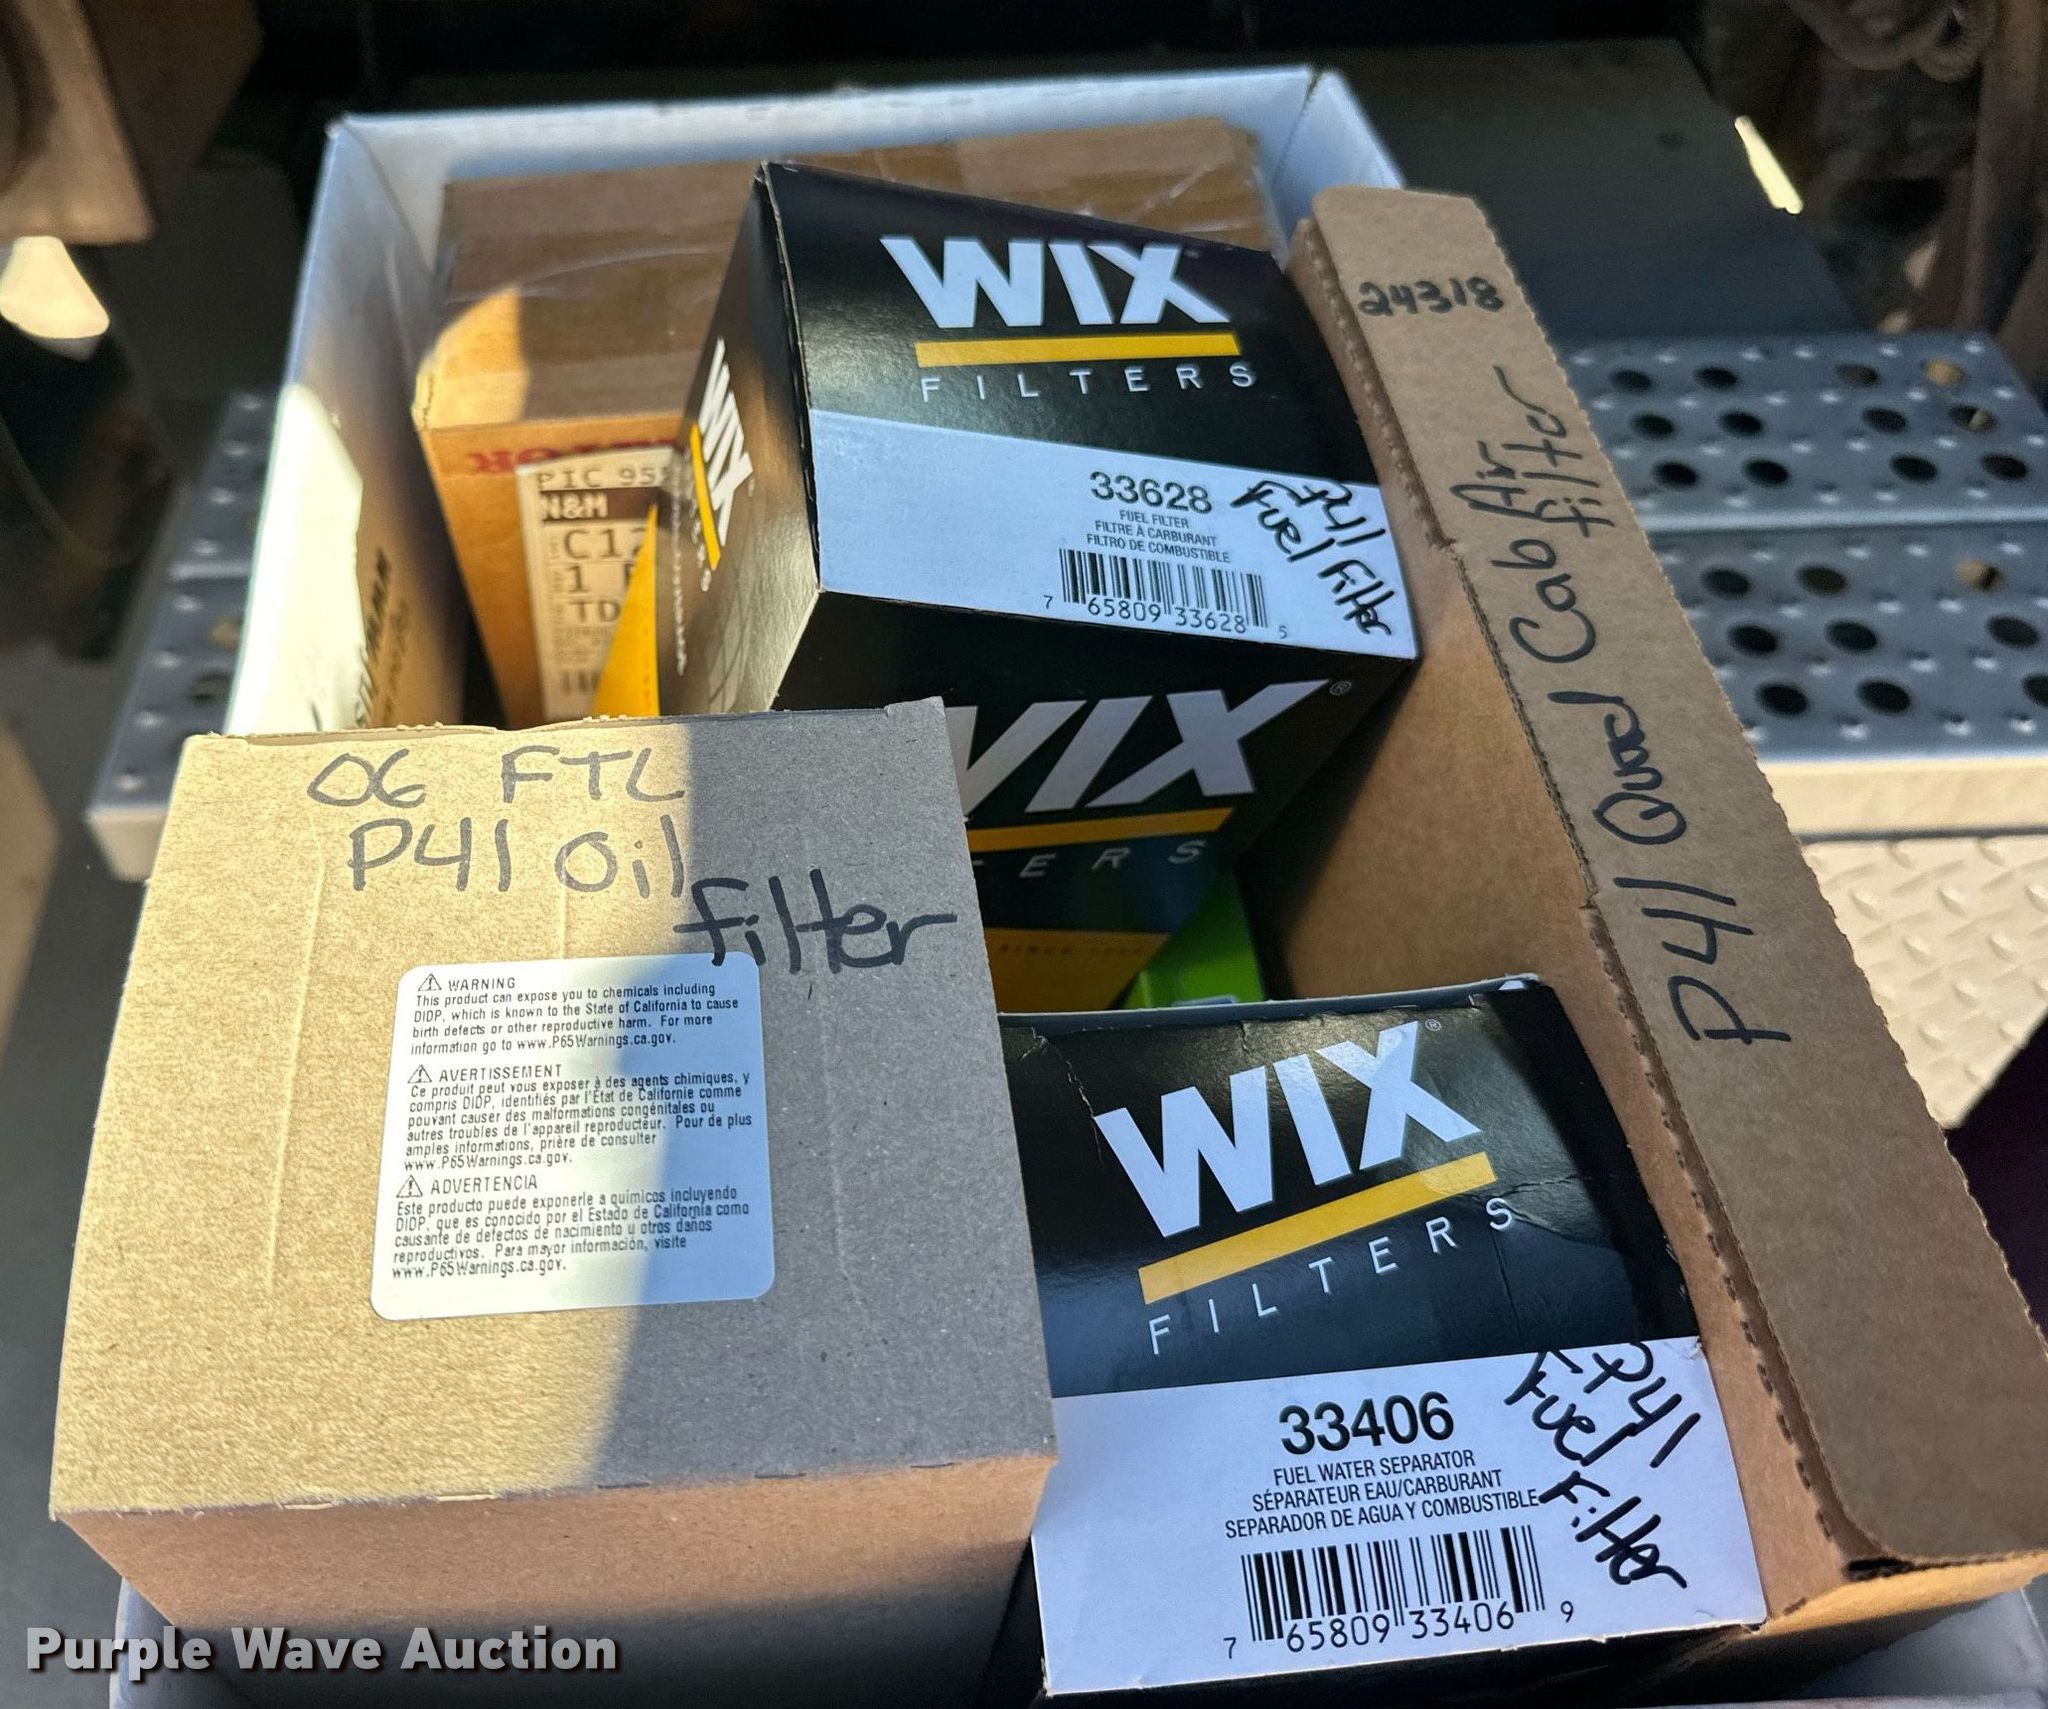 WIX
FILTERS
33628
FUEL FILTER
FILTRE À CARBURANT
FILTRO DE COMBUSTIBLE
7 65809 33628 5
P41
Fuel Filter
WIX
24318
P41 Quad Cab Air
filter
PIC 95
N&M
C12
1
TD
WIX®
ERS
SINCE
06 FTL
P41 Oil
filter
WARNING
This product can expose you to chemicals including
DIDP, which is known to the State of California to cause
birth defects or other reproductive harm. For more
information go to www.P65Warnings.ca.gov.
AVERTISSEMENT
Ce produit peut vous exposer à des agents chimiques, y
compris DIDP, identifiés par l'État de Californie comme
pouvant causer des malformations congénitales ou
autres troubles de l'appareil reproducteur. Pour de plus
amples informations, prière de consulter
www.P65Warnings.ca.gov.
ADVERTENCIA
Este producto puede exponerle a químicos incluyendo
DIDP, que es conocido por el Estado de California como
causante de defectos de nacimiento u otros daños
reproductivos. Para mayor información, visite
www.P65Warnings.ca.gov.
WIX®
FILTERS
33406
FUEL WATER SEPARATOR
SÉPARATEUR EAU/CARBURANT
SEPARADOR DE AGUA Y COMBUSTIBLE
7 65809 33406 9
P41
Fuel
Filter
Purple Wave Auction